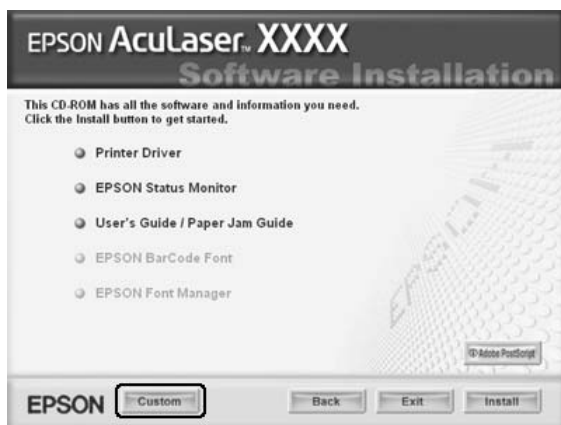 EPSON AcuLaser™ XXXX
Software Installation
This CD-ROM has all the software and information you need.
Click the Install button to get started.
Printer Driver
EPSON Status Monitor
User's Guide / Paper Jam Guide
EPSON BarCode Font
EPSON Font Manager
EPSON
Adobe PostScript
EPSON Custom Back Exit Install